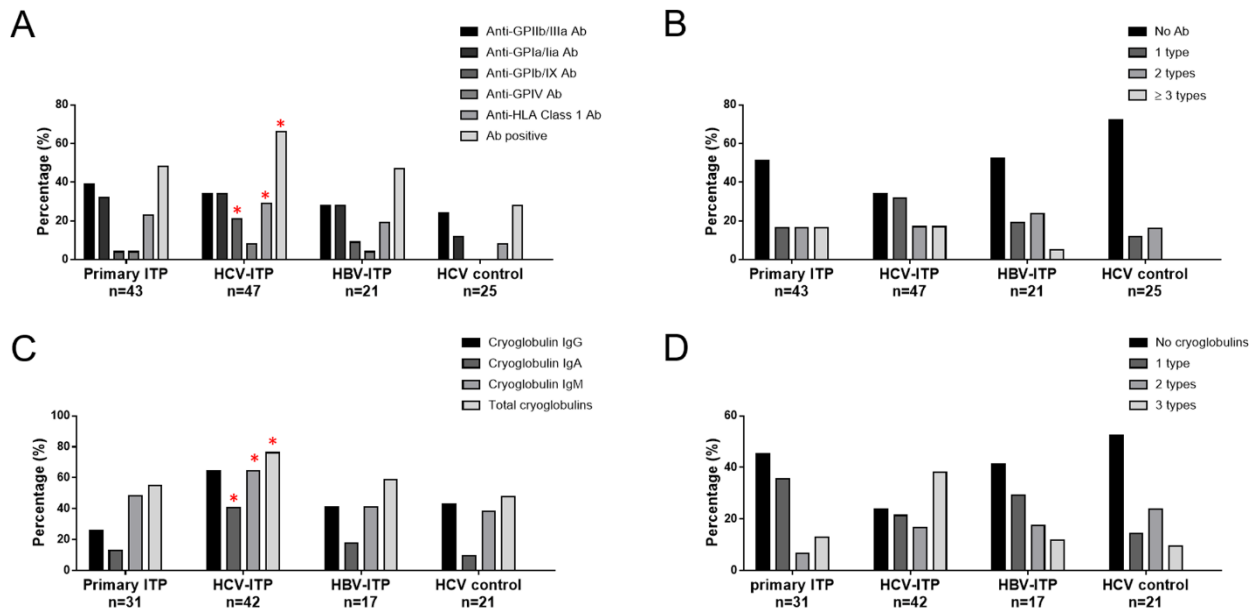 A
Anti-GPIIb/IIIa Ab
Anti-GPIa/Iia Ab
Anti-GPIb/IX Ab
Anti-GPIV Ab
Anti-HLA Class 1 Ab
Ab positive
Percentage (%)
80
60
40
20
0
* * *
Primary ITP HCV-ITP HBV-ITP HCV control
n=43 n=47 n=21 n=25
B
No Ab
1 type
2 types
≥ 3 types
Percentage (%)
80
60
40
20
0
Primary ITP HCV-ITP HBV-ITP HCV control
n=43 n=47 n=21 n=25
C
Cryoglobulin IgG
Cryoglobulin IgA
Cryoglobulin IgM
Total cryoglobulins
Percentage (%)
100
80
60
40
20
0
* * *
Primary ITP HCV-ITP HBV-ITP HCV control
n=31 n=42 n=17 n=21
D
No cryoglobulins
1 type
2 types
3 types
Percentage (%)
60
40
20
0
primary ITP HCV-ITP HBV-ITP HCV control
n=31 n=42 n=17 n=21